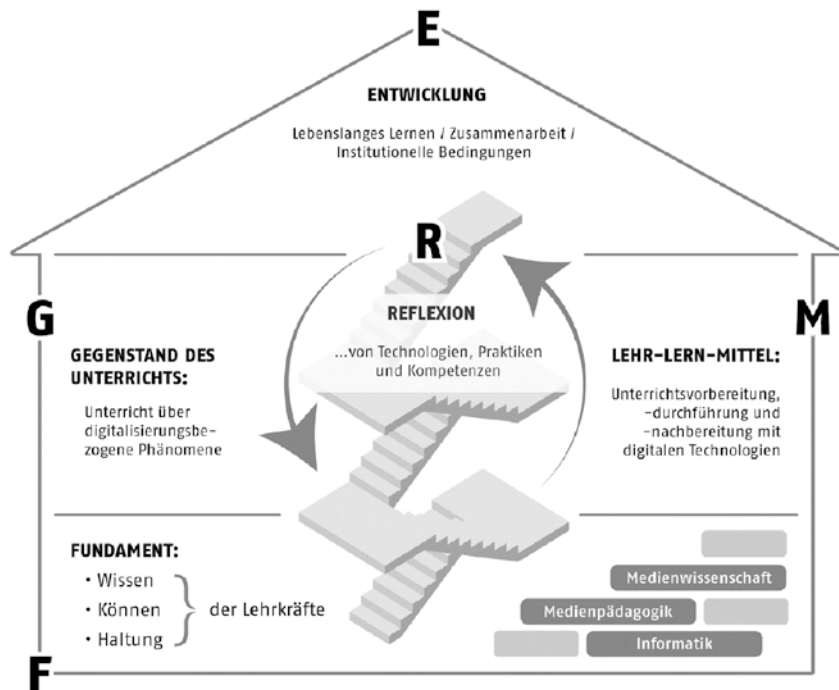 E
ENTWICKLUNG
Lebenslanges Lernen / Zusammenarbeit /
Institutionelle Bedingungen
R
REFLEXION
...von Technologien, Praktiken
und Kompetenzen
G
GEGENSTAND DES
UNTERRICHTS:
Unterricht über
digitalisierungsbe-
zogene Phänomene
M
LEHR-LERN-MITTEL:
Unterrichtsvorbereitung,
-durchführung und
-nachbereitung mit
digitalen Technologien
FUNDAMENT:
• Wissen
• Können
• Haltung
der Lehrkräfte
Medienwissenschaft
Medienpädagogik
Informatik
F